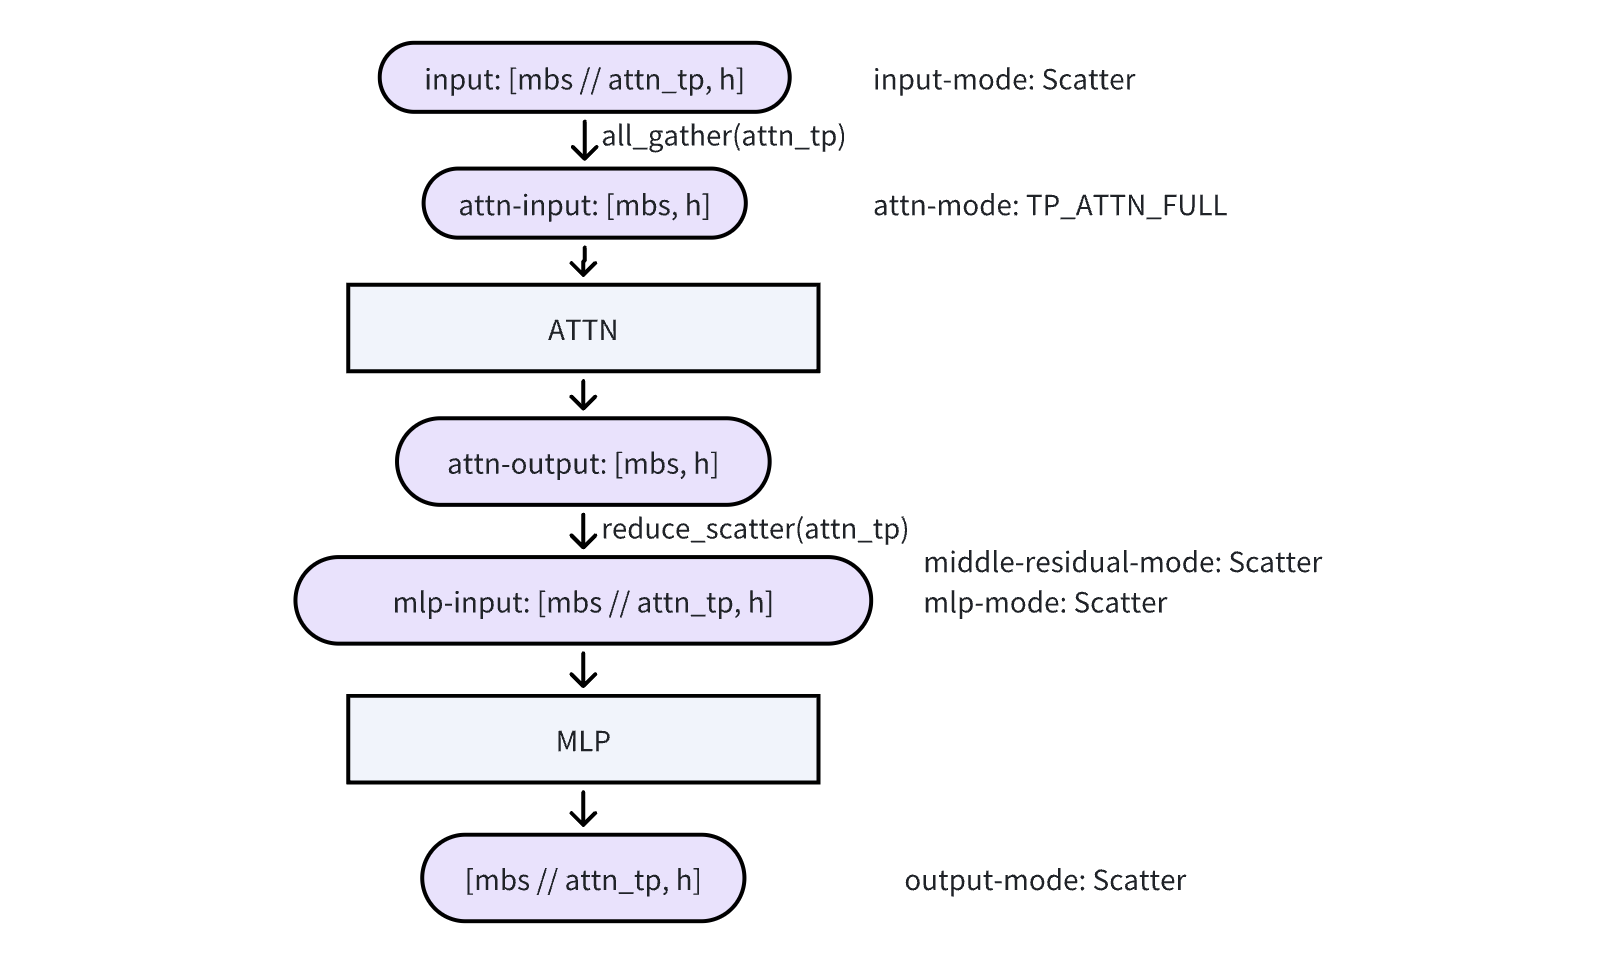 input: [mbs // attn_tp, h]
input-mode: Scatter
all_gather(attn_tp)
attn-input: [mbs, h]
attn-mode: TP_ATTN_FULL
ATTN
attn-output: [mbs, h]
reduce_scatter(attn_tp)
middle-residual-mode: Scatter
mlp-input: [mbs // attn_tp, h]
mlp-mode: Scatter
MLP
[mbs // attn_tp, h]
output-mode: Scatter